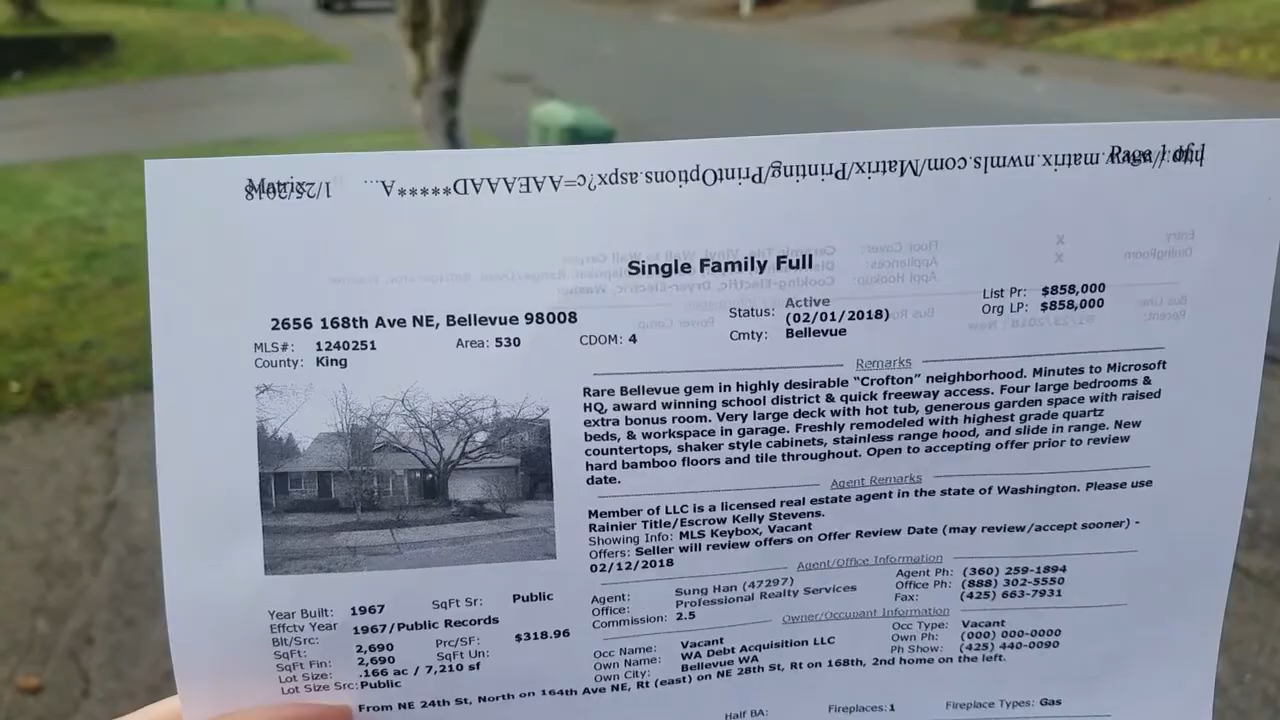 1/25/2018
matrix.nwmls.com/Matrix/Printing/PrintOptions.aspx?c=AAEAAAD*****A...
Single Family Full
2656 168th Ave NE, Bellevue 98008
Status: Active (02/01/2018)
List Pr: $858,000
Org LP: $858,000
MLS#: 1240251 Area: 530 CDOM: 4 Cmty: Bellevue
County: King
Remarks
Rare Bellevue gem in highly desirable “Crofton” neighborhood. Minutes to Microsoft
HQ, award winning school district & quick freeway access. Four large bedrooms &
extra bonus room. Very large deck with hot tub, generous garden space with raised
beds, & workspace in garage. Freshly remodeled with highest grade quartz
countertops, shaker style cabinets, stainless range hood, and slide in range. New
hard bamboo floors and tile throughout. Open to accepting offer prior to review
date.
Agent Remarks
Member of LLC is a licensed real estate agent in the state of Washington. Please use
Rainier Title/Escrow Kelly Stevens.
Showing Info: MLS Keybox, Vacant
Offers: Seller will review offers on Offer Review Date (may review/accept sooner) -
02/12/2018
Agent/Office Information
Agent: Sung Han (47297) Agent Ph: (360) 259-1894
Office: Professional Realty Services Office Ph: (888) 302-5550
Commission: 2.5 Fax: (425) 663-7931
Owner/Occupant Information
Occ Name: Vacant Occ Type: Vacant
Own Name: WA Debt Acquisition LLC Own Ph: (000) 000-0000
Own City: Bellevue WA Ph Show: (425) 440-0090
Year Built: 1967 SqFt Sr: Public
Effctv Year Blt/Src: 1967/Public Records
SqFt: 2,690 Prc/SF: $318.96
SqFt Fin: 2,690 SqFt Un:
Lot Size: .166 ac / 7,210 sf
Lot Size Src: Public
From NE 24th St, North on 164th Ave NE, Rt (east) on NE 28th St, Rt on 168th, 2nd home on the left.
Half BA: Fireplaces: 1 Fireplace Types: Gas